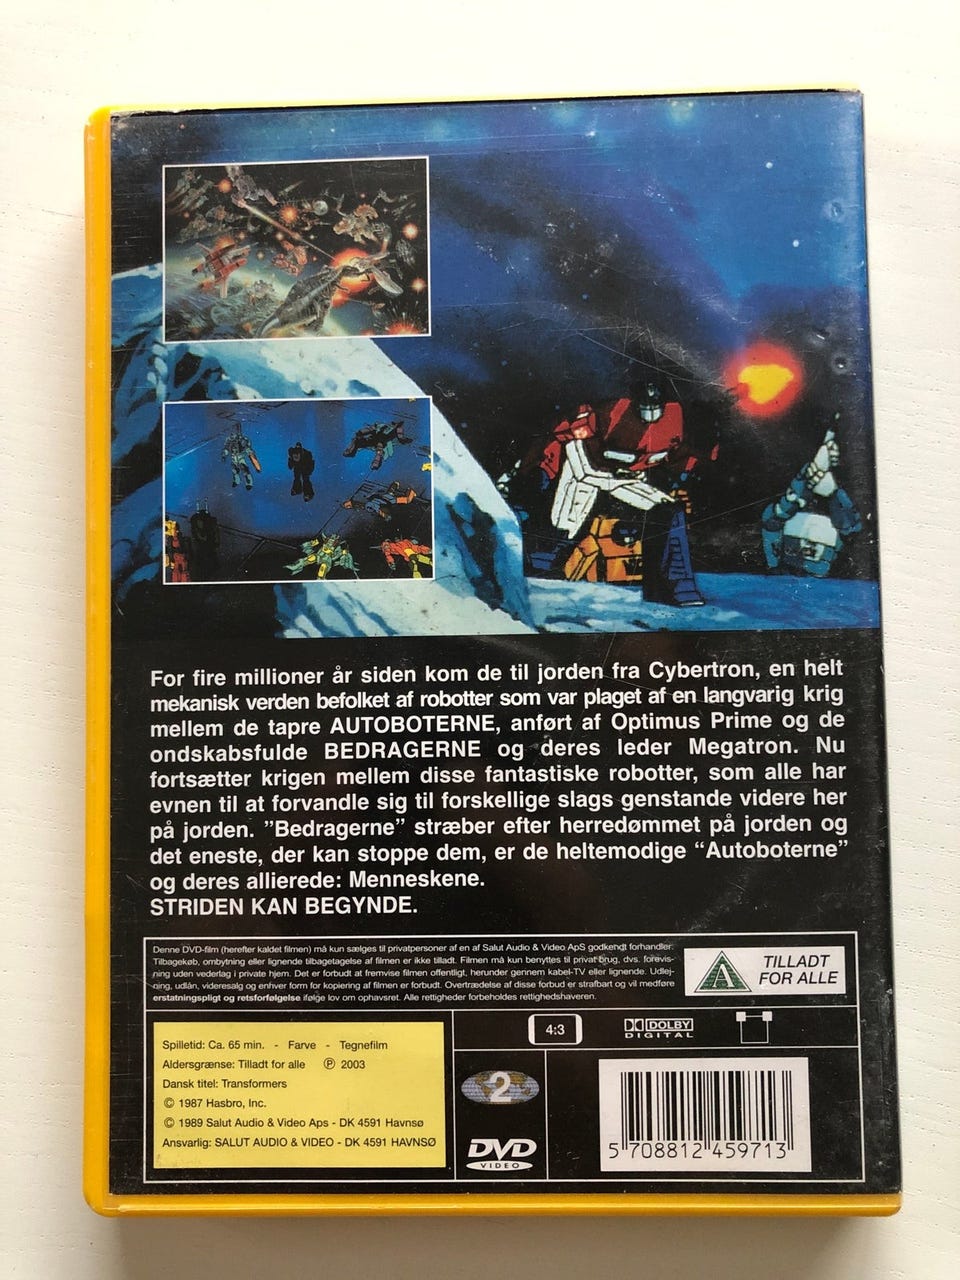 For fire millioner år siden kom de til jorden fra Cybertron, en helt
mekanisk verden befolket af robotter som var plaget af en langvarig krig
mellem de tapre AUTOBOTERNE, anført af Optimus Prime og de
ondskabsfulde BEDRAGERNE og deres leder Megatron. Nu
fortsætter krigen mellem disse fantastiske robotter, som alle har
evnen til at forvandle sig til forskellige slags genstande videre her
på jorden. ”Bedragerne” stræber efter herredømmet på jorden og
det eneste, der kan stoppe dem, er de heltemodige “Autoboterne”
og deres allierede: Menneskene.
STRIDEN KAN BEGYNDE.
Denne DVD-film (herefter kaldet filmen) må kun sælges til privatpersoner af en af Salut Audio & Video ApS godkendt forhandler.
Tilbagekøb, ombytning eller lignende tilbagetagelse af filmen er ikke tilladt. Filmen må kun benyttes til privat brug, dvs. forevis-
ning uden vederlag i private hjem. Det er forbudt at fremvise filmen offentligt, herunder gennem kabel-TV eller lignende. Udlej-
ning, udlån, videresalg og enhver form for kopiering af filmen er forbudt. Overtrædelse af disse forbud er strafbart og vil medføre
erstatningspligt og retsforfølgelse ifølge lov om ophavsret. Alle rettigheder forbeholdes rettighedshaveren.
A
TILLADT
FOR ALLE
Spilletid: Ca. 65 min. - Farve - Tegnefilm
Aldersgrænse: Tilladt for alle ℗ 2003
Dansk titel: Transformers
© 1987 Hasbro, Inc.
© 1989 Salut Audio & Video Aps - DK 4591 Havnsø
Ansvarlig: SALUT AUDIO & VIDEO - DK 4591 HAVNSØ
4:3
DOLBY
DIGITAL
2
DVD
VIDEO
5 708812 459713